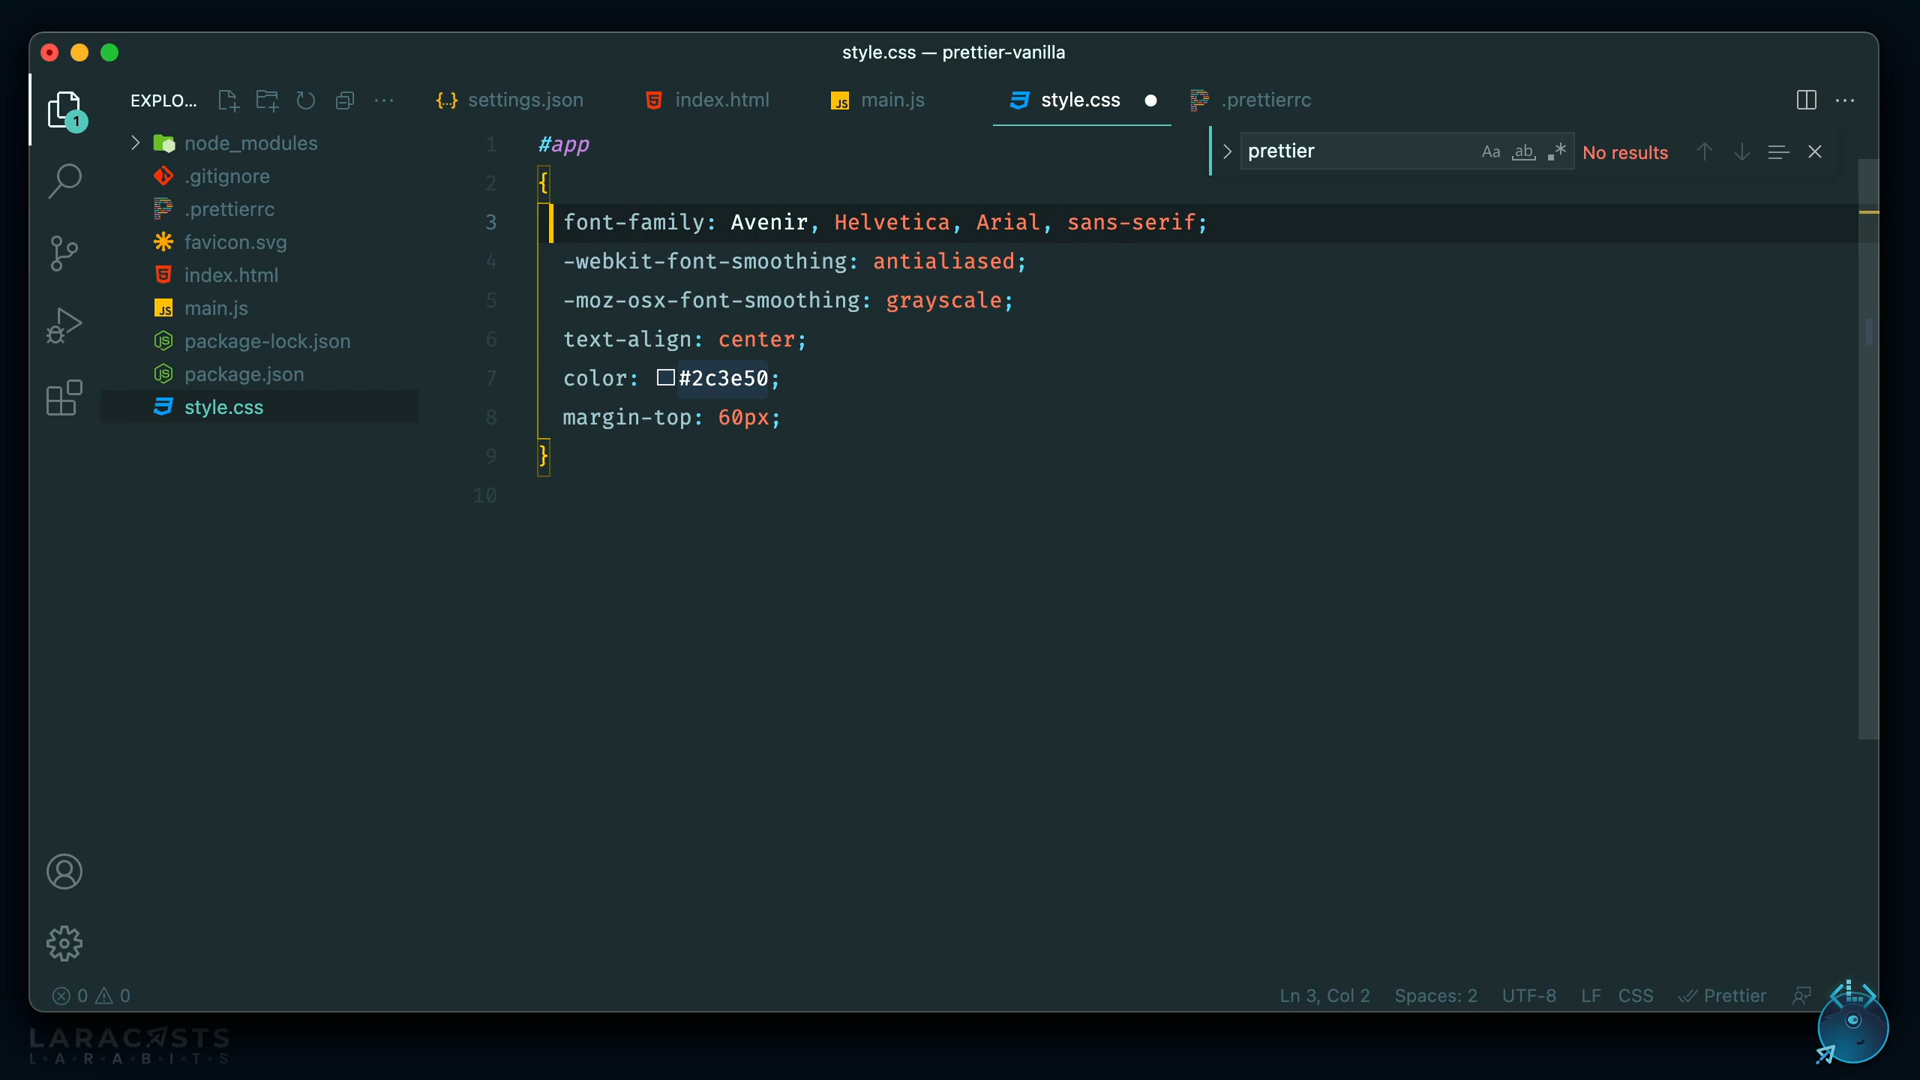 style.css — prettier-vanilla
EXPLO...
settings.json
index.html
main.js
style.css
.prettierrc
1
node_modules
.gitignore
.prettierrc
favicon.svg
index.html
main.js
package-lock.json
package.json
style.css
prettier
Aa
ab
No results
1 #app
2 {
3 font-family: Avenir, Helvetica, Arial, sans-serif;
4 -webkit-font-smoothing: antialiased;
5 -moz-osx-font-smoothing: grayscale;
6 text-align: center;
7 color: #2c3e50;
8 margin-top: 60px;
9 }
10
0 0
Ln 3, Col 2 Spaces: 2 UTF-8 LF CSS Prettier
LARACASTS
L·A·R·A·B·I·T·S